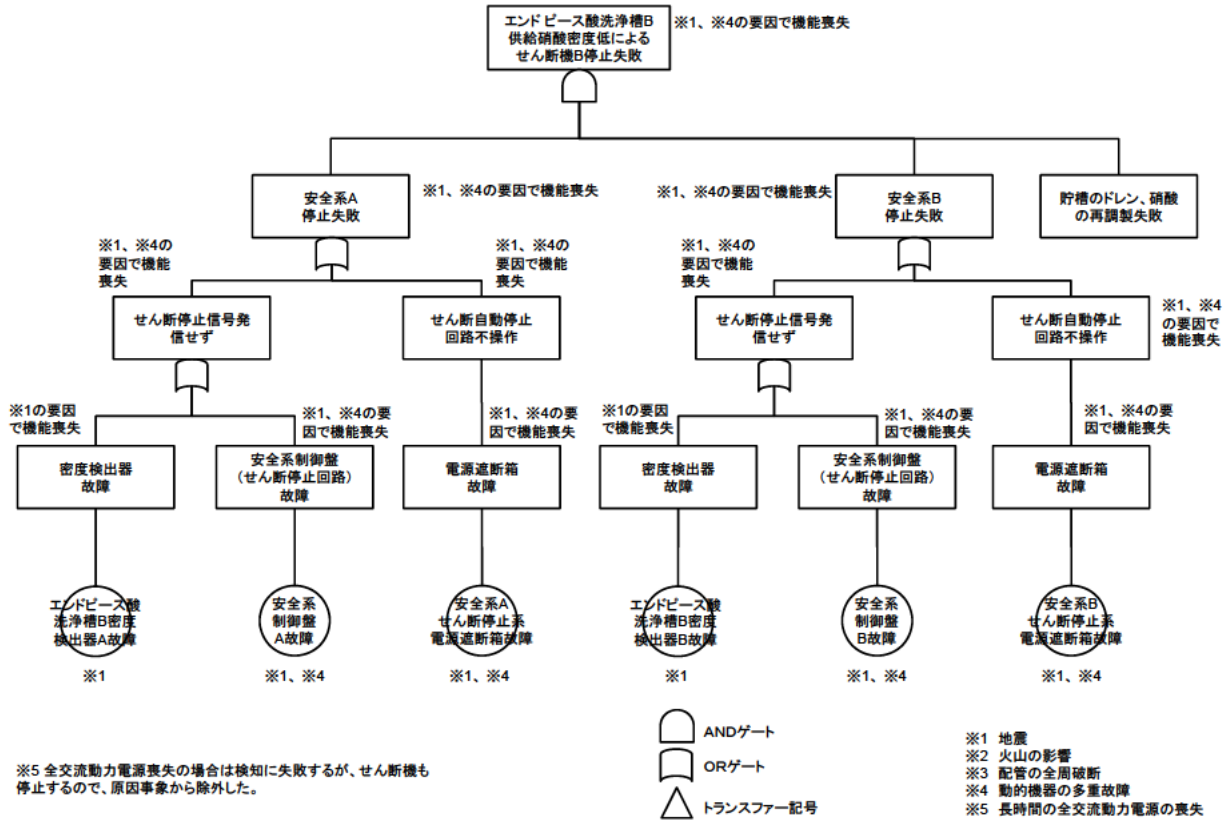 エンドピース酸洗浄槽B
供給硝酸密度低による
せん断機B停止失敗
※1、※4の要因で機能喪失
安全系A
停止失敗
※1、※4の要因で機能喪失
※1、※4の要因で機能喪失
安全系B
停止失敗
貯槽のドレン、硝酸
の再調製失敗
※1、※4の
要因で機能
喪失
※1、※4の
要因で機能
喪失
※1、※4の
要因で機能
喪失
せん断停止信号発
信せず
せん断自動停止
回路不操作
せん断停止信号発
信せず
せん断自動停止
回路不操作
※1、※4
の要因で
機能喪失
※1の要因
で機能喪失
※1、※4の要
因で機能喪失
※1、※4の要
因で機能喪失
※1の要因
で機能喪失
※1、※4の要
因で機能喪失
※1、※4の要
因で機能喪失
密度検出器
故障
安全系制御盤
(せん断停止回路)
故障
電源遮断箱
故障
密度検出器
故障
安全系制御盤
(せん断停止回路)
故障
電源遮断箱
故障
エンドピース酸
洗浄槽B密度
検出器A故障
安全系
制御盤
A故障
安全系A
せん断停止系
電源遮断箱故障
エンドピース酸
洗浄槽B密度
検出器B故障
安全系
制御盤
B故障
安全系B
せん断停止系
電源遮断箱故障
※1
※1、※4
※1、※4
※1
※1、※4
※1、※4
※5 全交流動力電源喪失の場合は検知に失敗するが、せん断機も
停止するので、原因事象から除外した。
ANDゲート
ORゲート
トランスファー記号
※1 地震
※2 火山の影響
※3 配管の全周破断
※4 動的機器の多重故障
※5 長時間の全交流動力電源の喪失